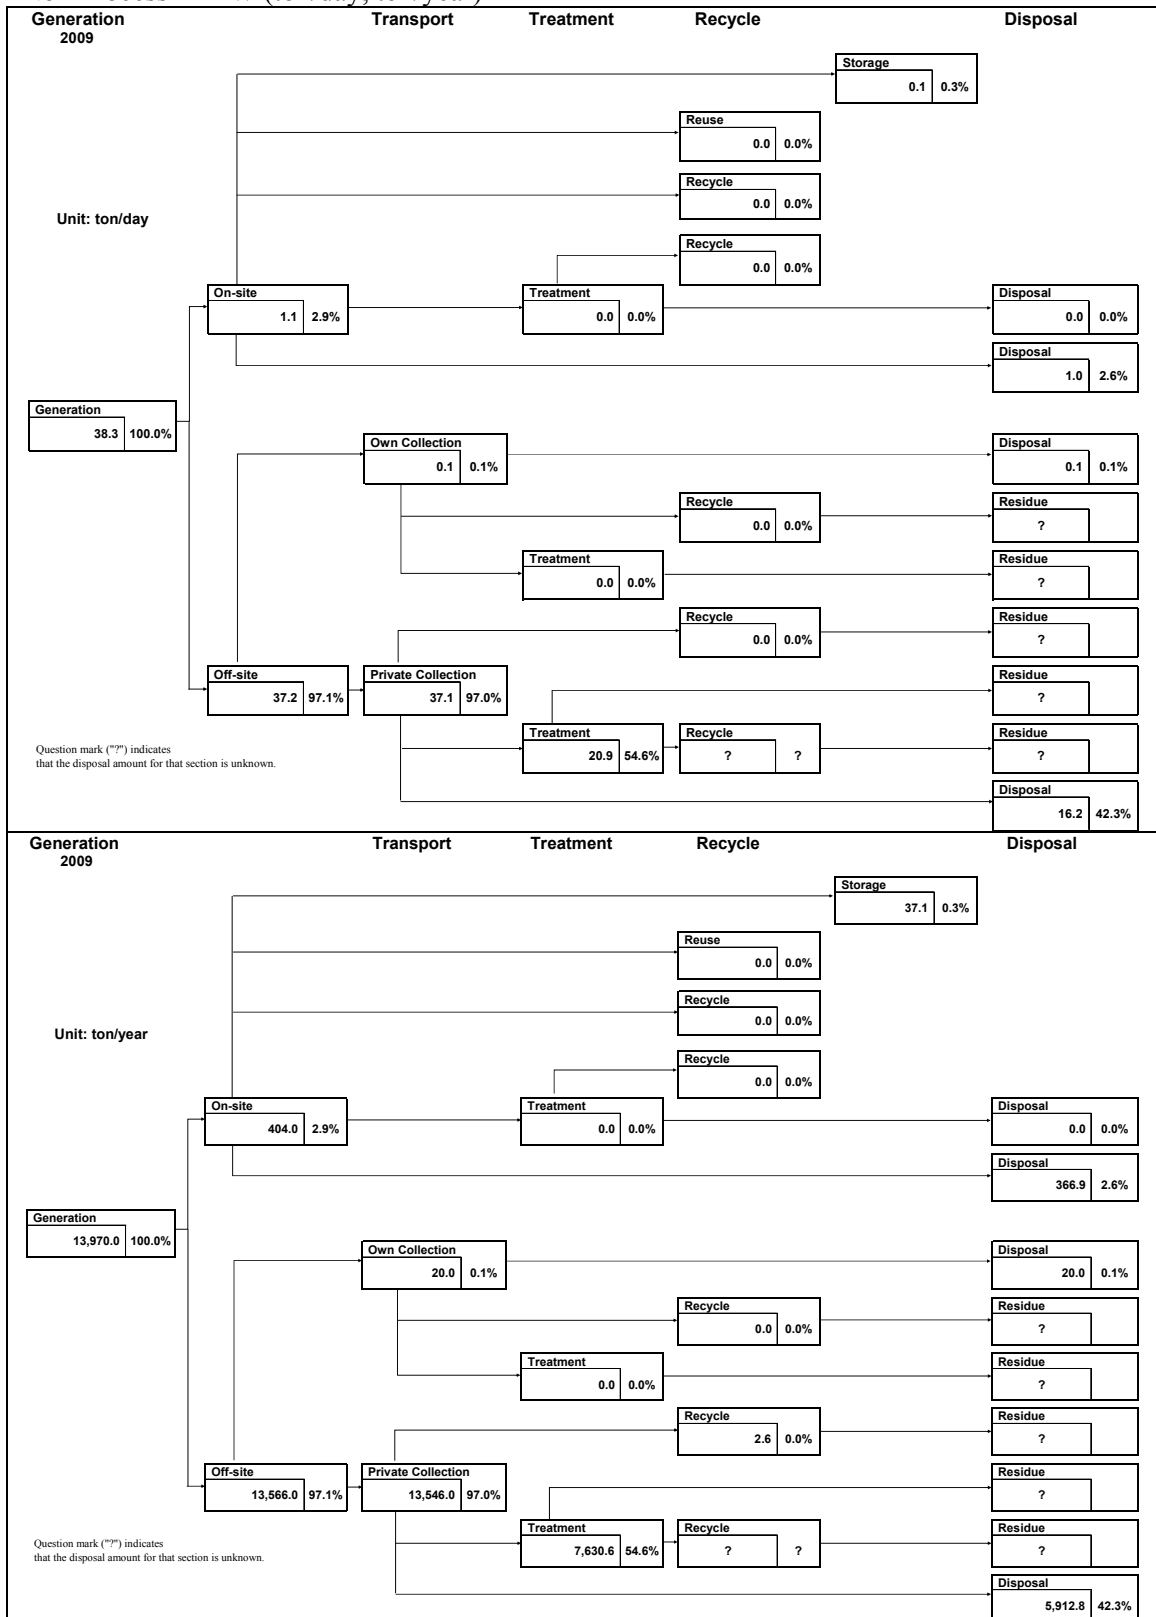 Generation Transport Treatment Recycle Disposal
2009
Storage
0.1 0.3%
Reuse
0.0 0.0%
Recycle
0.0 0.0%
Unit: ton/day
Recycle
0.0 0.0%
On-site Treatment Disposal
1.1 2.9% 0.0 0.0% 0.0 0.0%
Disposal
1.0 2.6%
Generation
38.3 100.0%
Own Collection Disposal
0.1 0.1% 0.1 0.1%
Recycle Residue
0.0 0.0% ?
Treatment Residue
0.0 0.0% ?
Recycle Residue
0.0 0.0% ?
Off-site Private Collection Residue
37.2 97.1% 37.1 97.0% ?
Treatment Recycle Residue
20.9 54.6% ? ? ?
Question mark ("?") indicates
that the disposal amount for that section is unknown.
Disposal
16.2 42.3%
Generation Transport Treatment Recycle Disposal
2009
Storage
37.1 0.3%
Reuse
0.0 0.0%
Recycle
0.0 0.0%
Unit: ton/year
Recycle
0.0 0.0%
On-site Treatment Disposal
404.0 2.9% 0.0 0.0% 0.0 0.0%
Disposal
366.9 2.6%
Generation
13,970.0 100.0%
Own Collection Disposal
20.0 0.1% 20.0 0.1%
Recycle Residue
0.0 0.0% ?
Treatment Residue
0.0 0.0% ?
Recycle Residue
2.6 0.0% ?
Off-site Private Collection Residue
13,566.0 97.1% 13,546.0 97.0% ?
Treatment Recycle Residue
7,630.6 54.6% ? ? ?
Question mark ("?") indicates
that the disposal amount for that section is unknown.
Disposal
5,912.8 42.3%